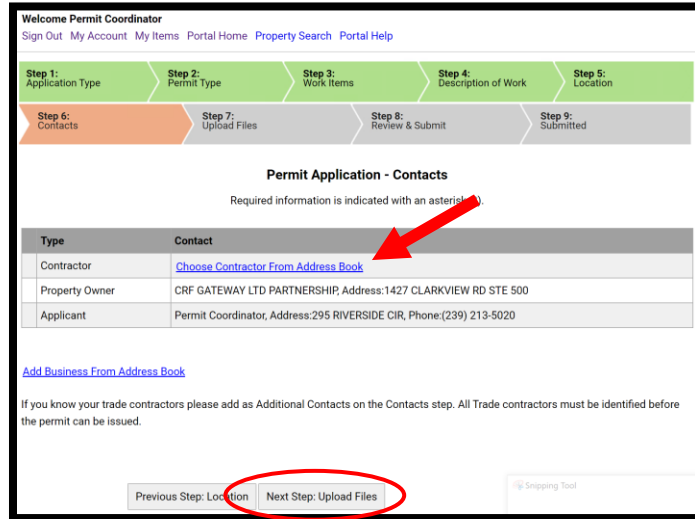 Welcome Permit Coordinator
Sign Out My Account My Items Portal Home Property Search Portal Help
Step 1:
Application Type
Step 2:
Permit Type
Step 3:
Work Items
Step 4:
Description of Work
Step 5:
Location
Step 6:
Contacts
Step 7:
Upload Files
Step 8:
Review & Submit
Step 9:
Submitted
Permit Application - Contacts
Required information is indicated with an asterisk
Type Contact
Contractor Choose Contractor From Address Book
Property Owner CRF GATEWAY LTD PARTNERSHIP, Address:1427 CLARKVIEW RD STE 500
Applicant Permit Coordinator, Address:295 RIVERSIDE CIR, Phone:(239) 213-5020
Add Business From Address Book
If you know your trade contractors please add as Additional Contacts on the Contacts step. All Trade contractors must be identified before
the permit can be issued.
Previous Step: Location Next Step: Upload Files
Snipping Tool